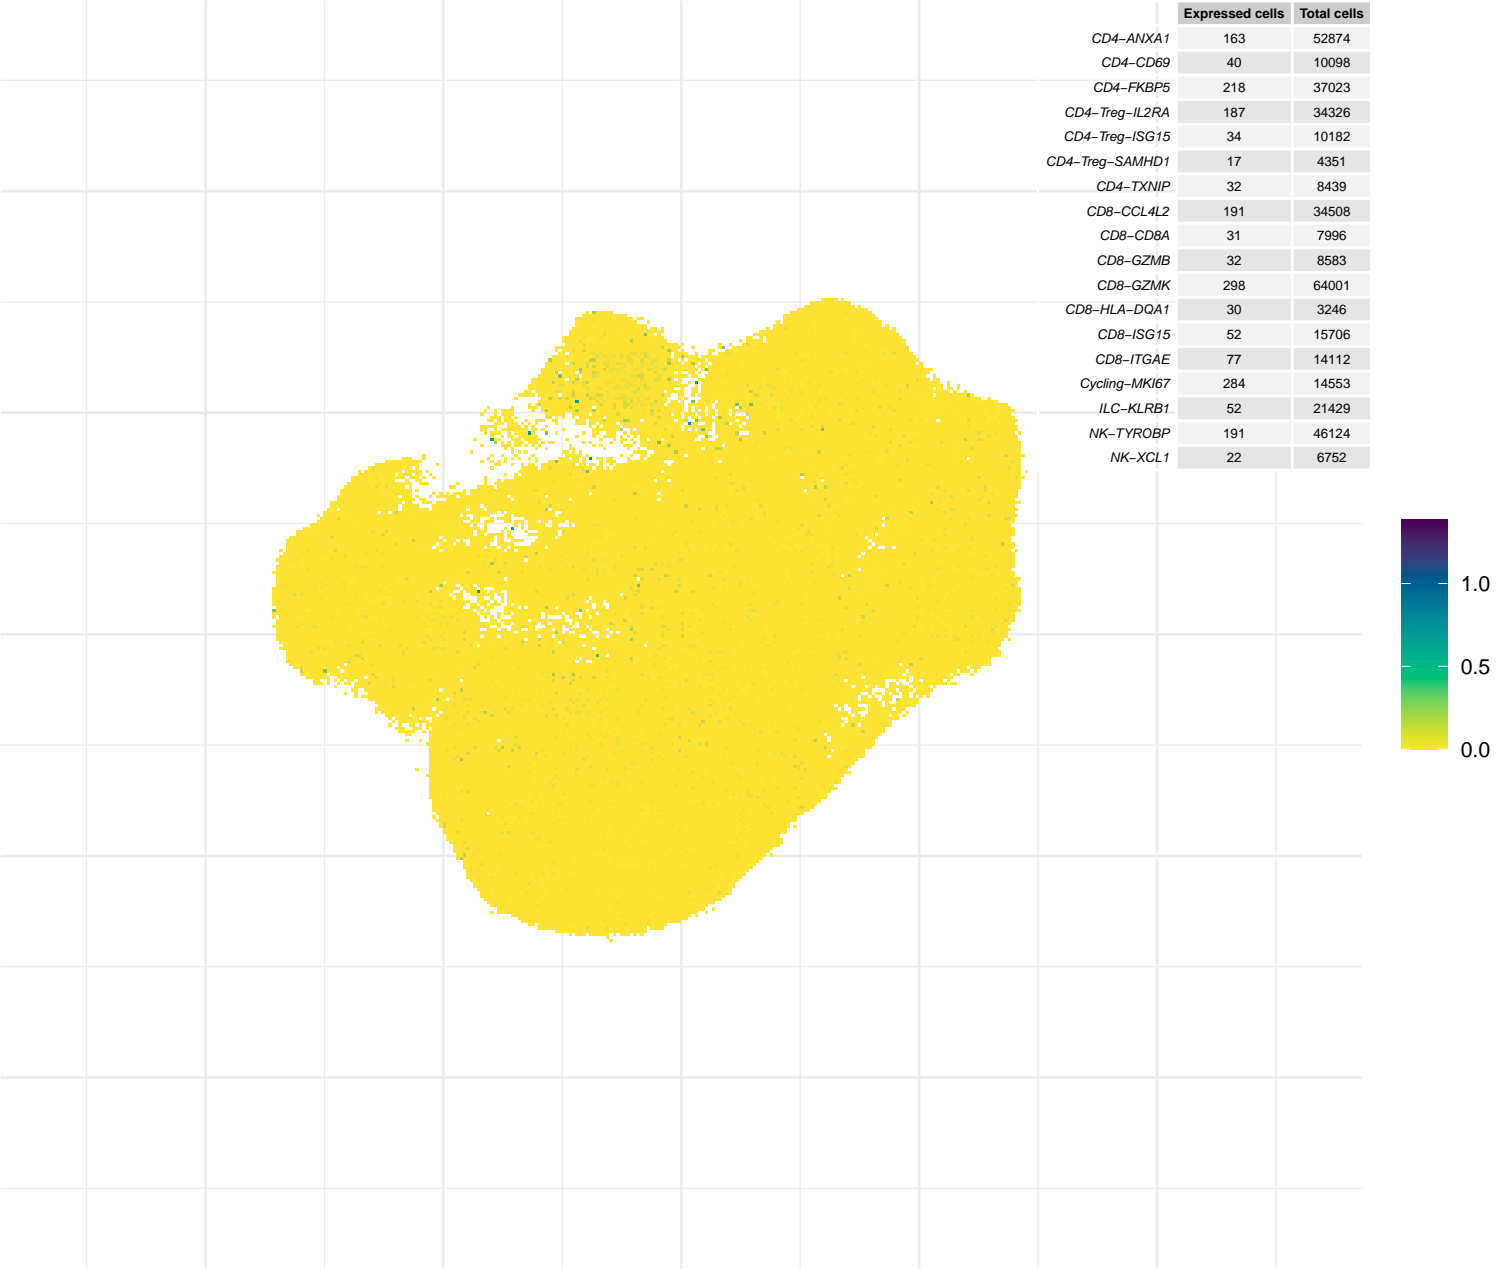 Expressed cells Total cells
CD4−ANXA1 163 52874
CD4−CD69 40 10098
CD4−FKBP5 218 37023
CD4−Treg−IL2RA 187 34326
CD4−Treg−ISG15 34 10182
CD4−Treg−SAMHD1 17 4351
CD4−TXNIP 32 8439
CD8−CCL4L2 191 34508
CD8−CD8A 31 7996
CD8−GZMB 32 8583
CD8−GZMK 298 64001
CD8−HLA−DQA1 30 3246
CD8−ISG15 52 15706
CD8−ITGAE 77 14112
Cycling−MKI67 284 14553
ILC−KLRB1 52 21429
NK−TYROBP 191 46124
NK−XCL1 22 6752
1.0
0.5
0.0